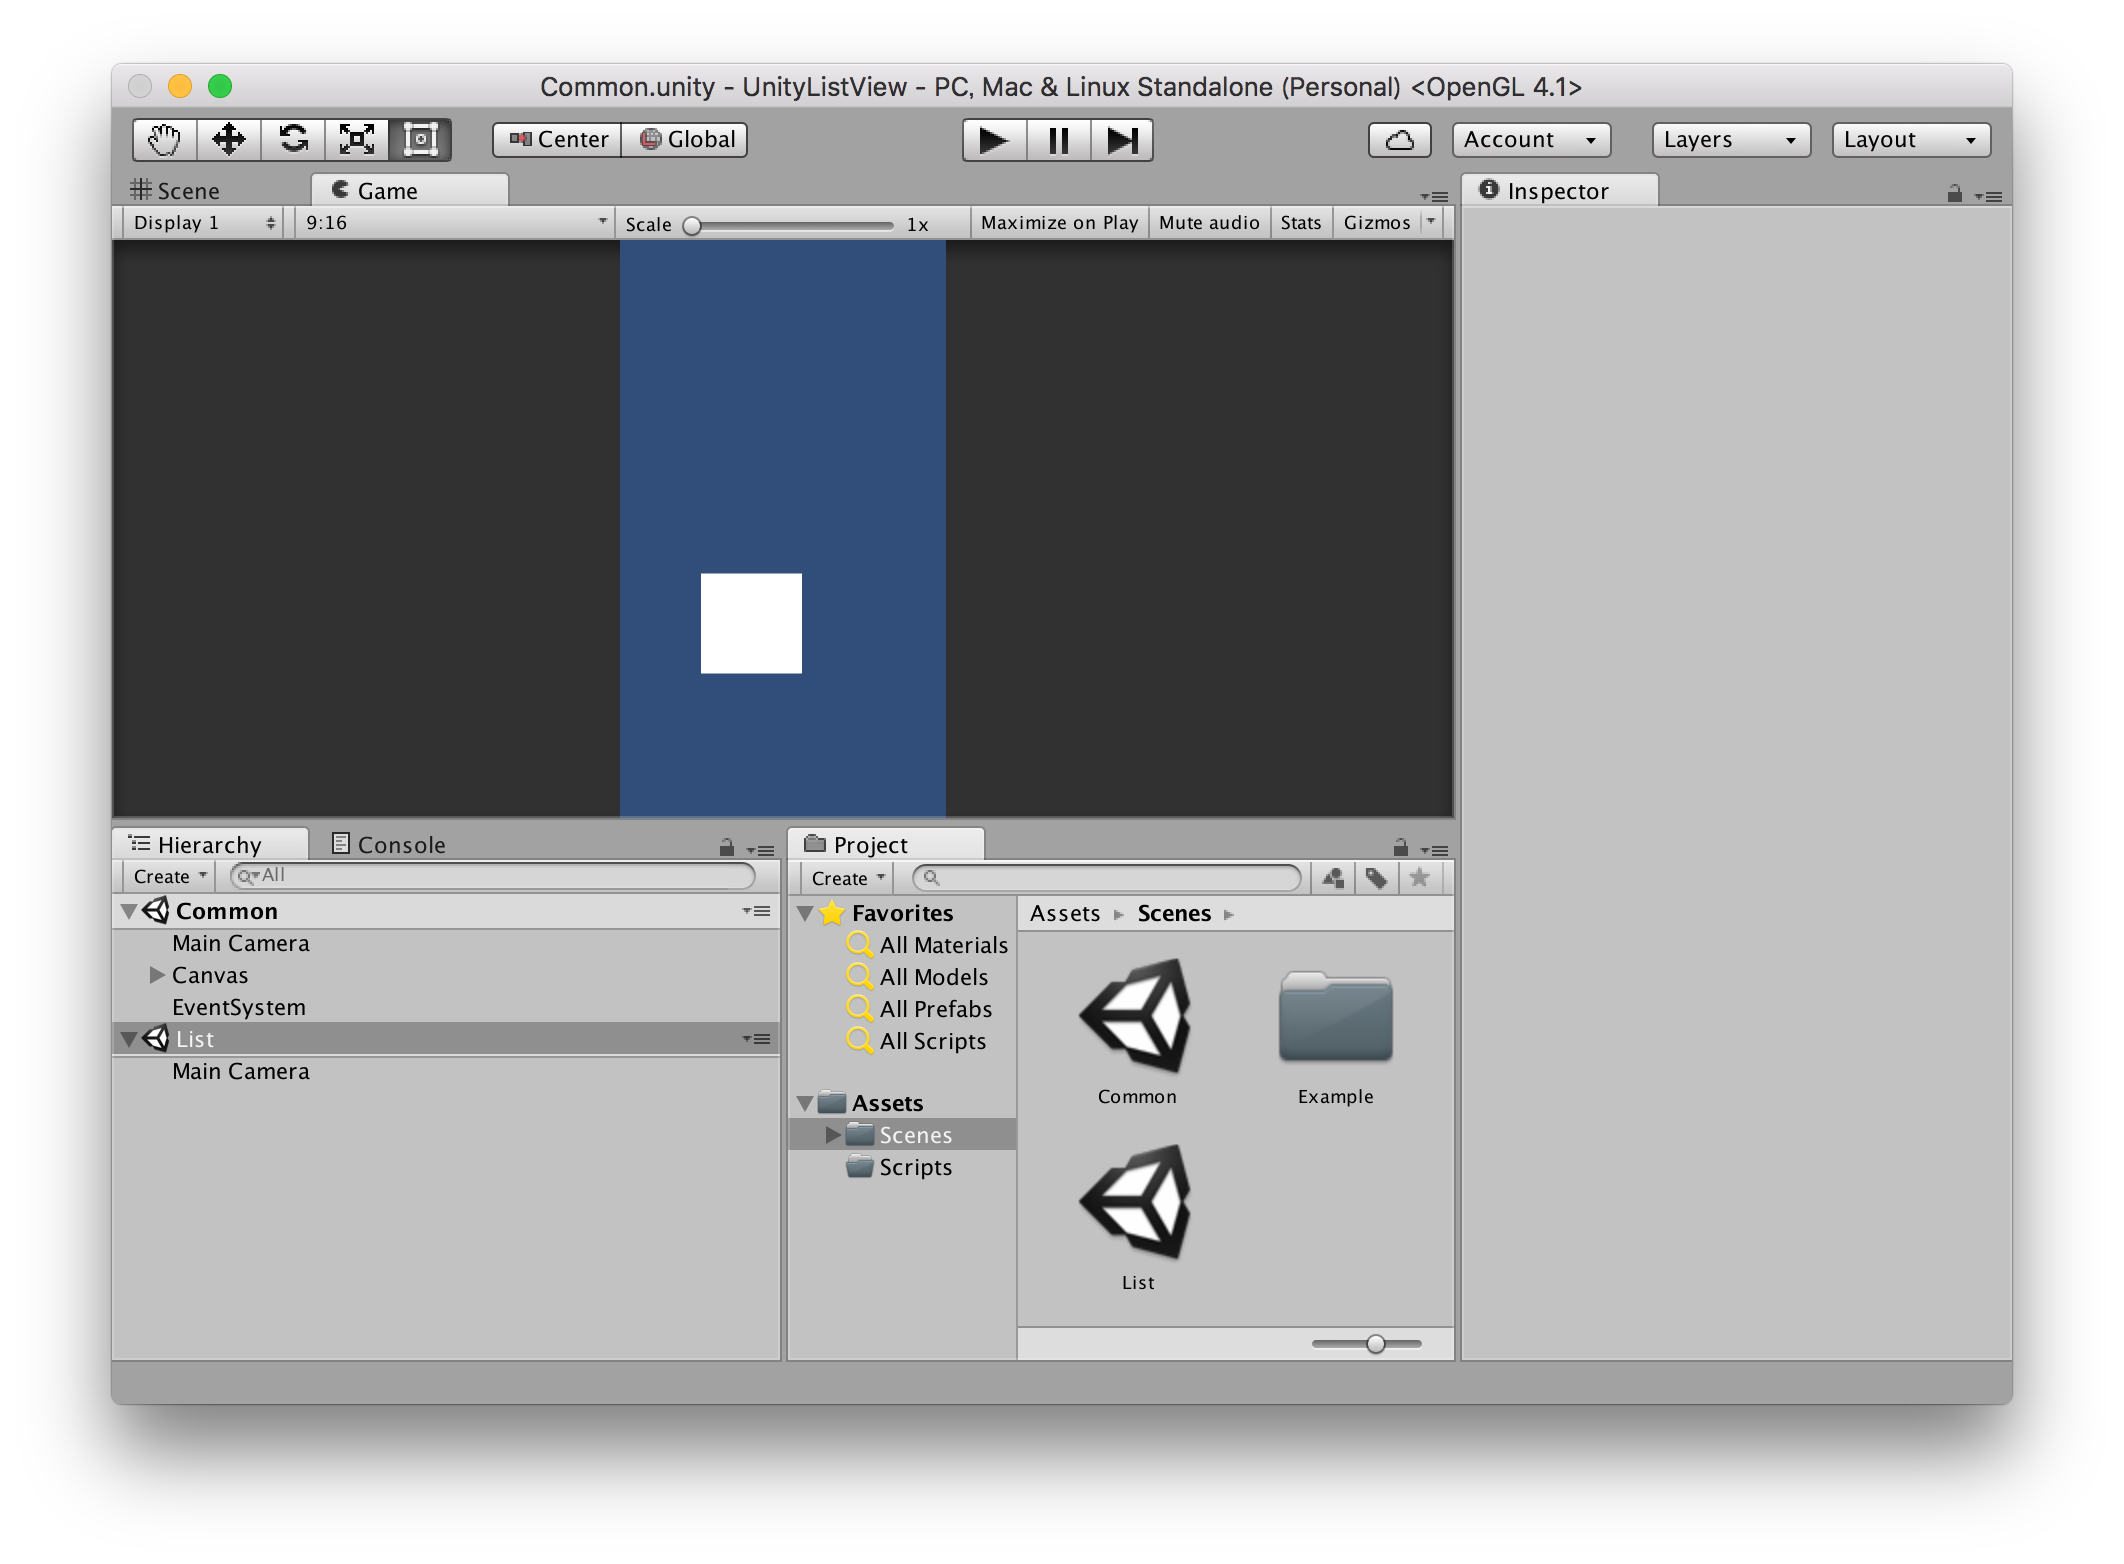 Common.unity - UnityListView - PC, Mac & Linux Standalone (Personal) <OpenGL 4.1>
Center Global Account Layers Layout
Scene Game Inspector
Display 1 9:16 Scale 1x Maximize on Play Mute audio Stats Gizmos
Hierarchy Console
Create All
Common
Main Camera
Canvas
EventSystem
List
Main Camera
Project
Create
Favorites
All Materials
All Models
All Prefabs
All Scripts
Assets
Scenes
Scripts
Assets Scenes
Common Example
List